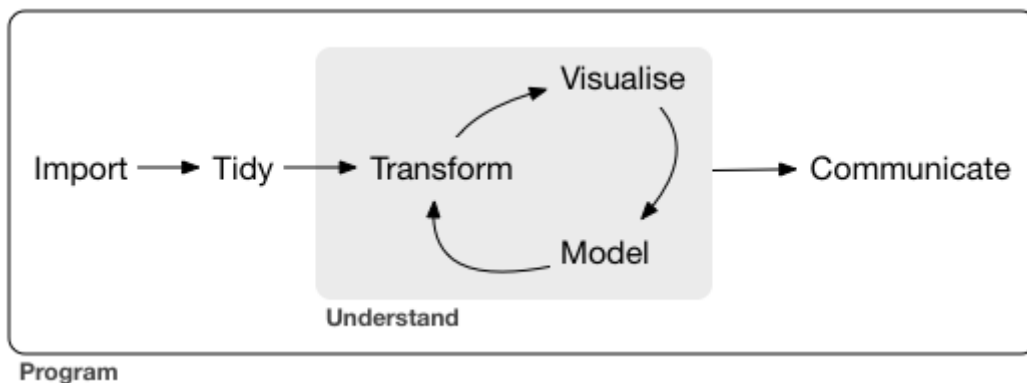 Visualise
Import
Tidy
Transform
Communicate
Model
Understand
Program